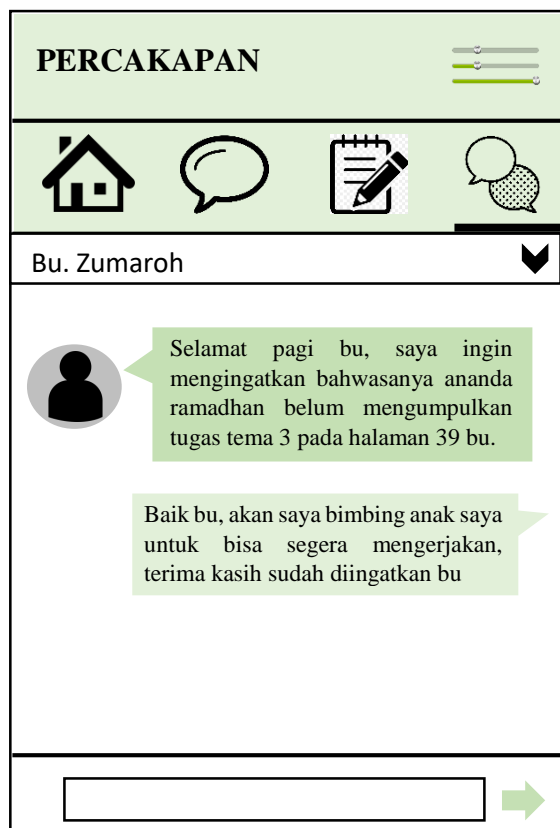 PERCAKAPAN
Bu. Zumaroh
Selamat pagi bu, saya ingin
mengingatkan bahwasanya ananda
ramadhan belum mengumpulkan
tugas tema 3 pada halaman 39 bu.
Baik bu, akan saya bimbing anak saya
untuk bisa segera mengerjakan,
terima kasih sudah diingatkan bu